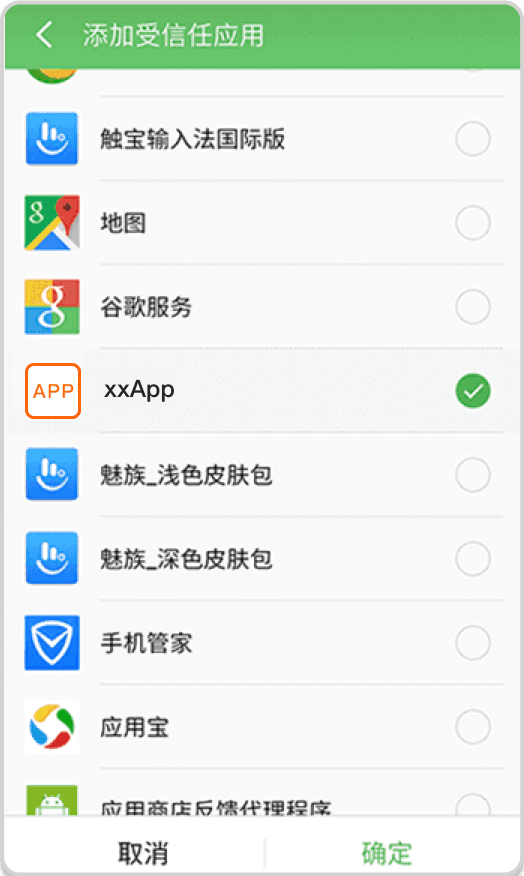 添加受信任应用
触宝输入法国际版
8
地图
g
谷歌服务
APP
xxApp
魅族_浅色皮肤包
魅族_深色皮肤包
手机管家
应用宝
应用商店反馈代理程序
取消
确定